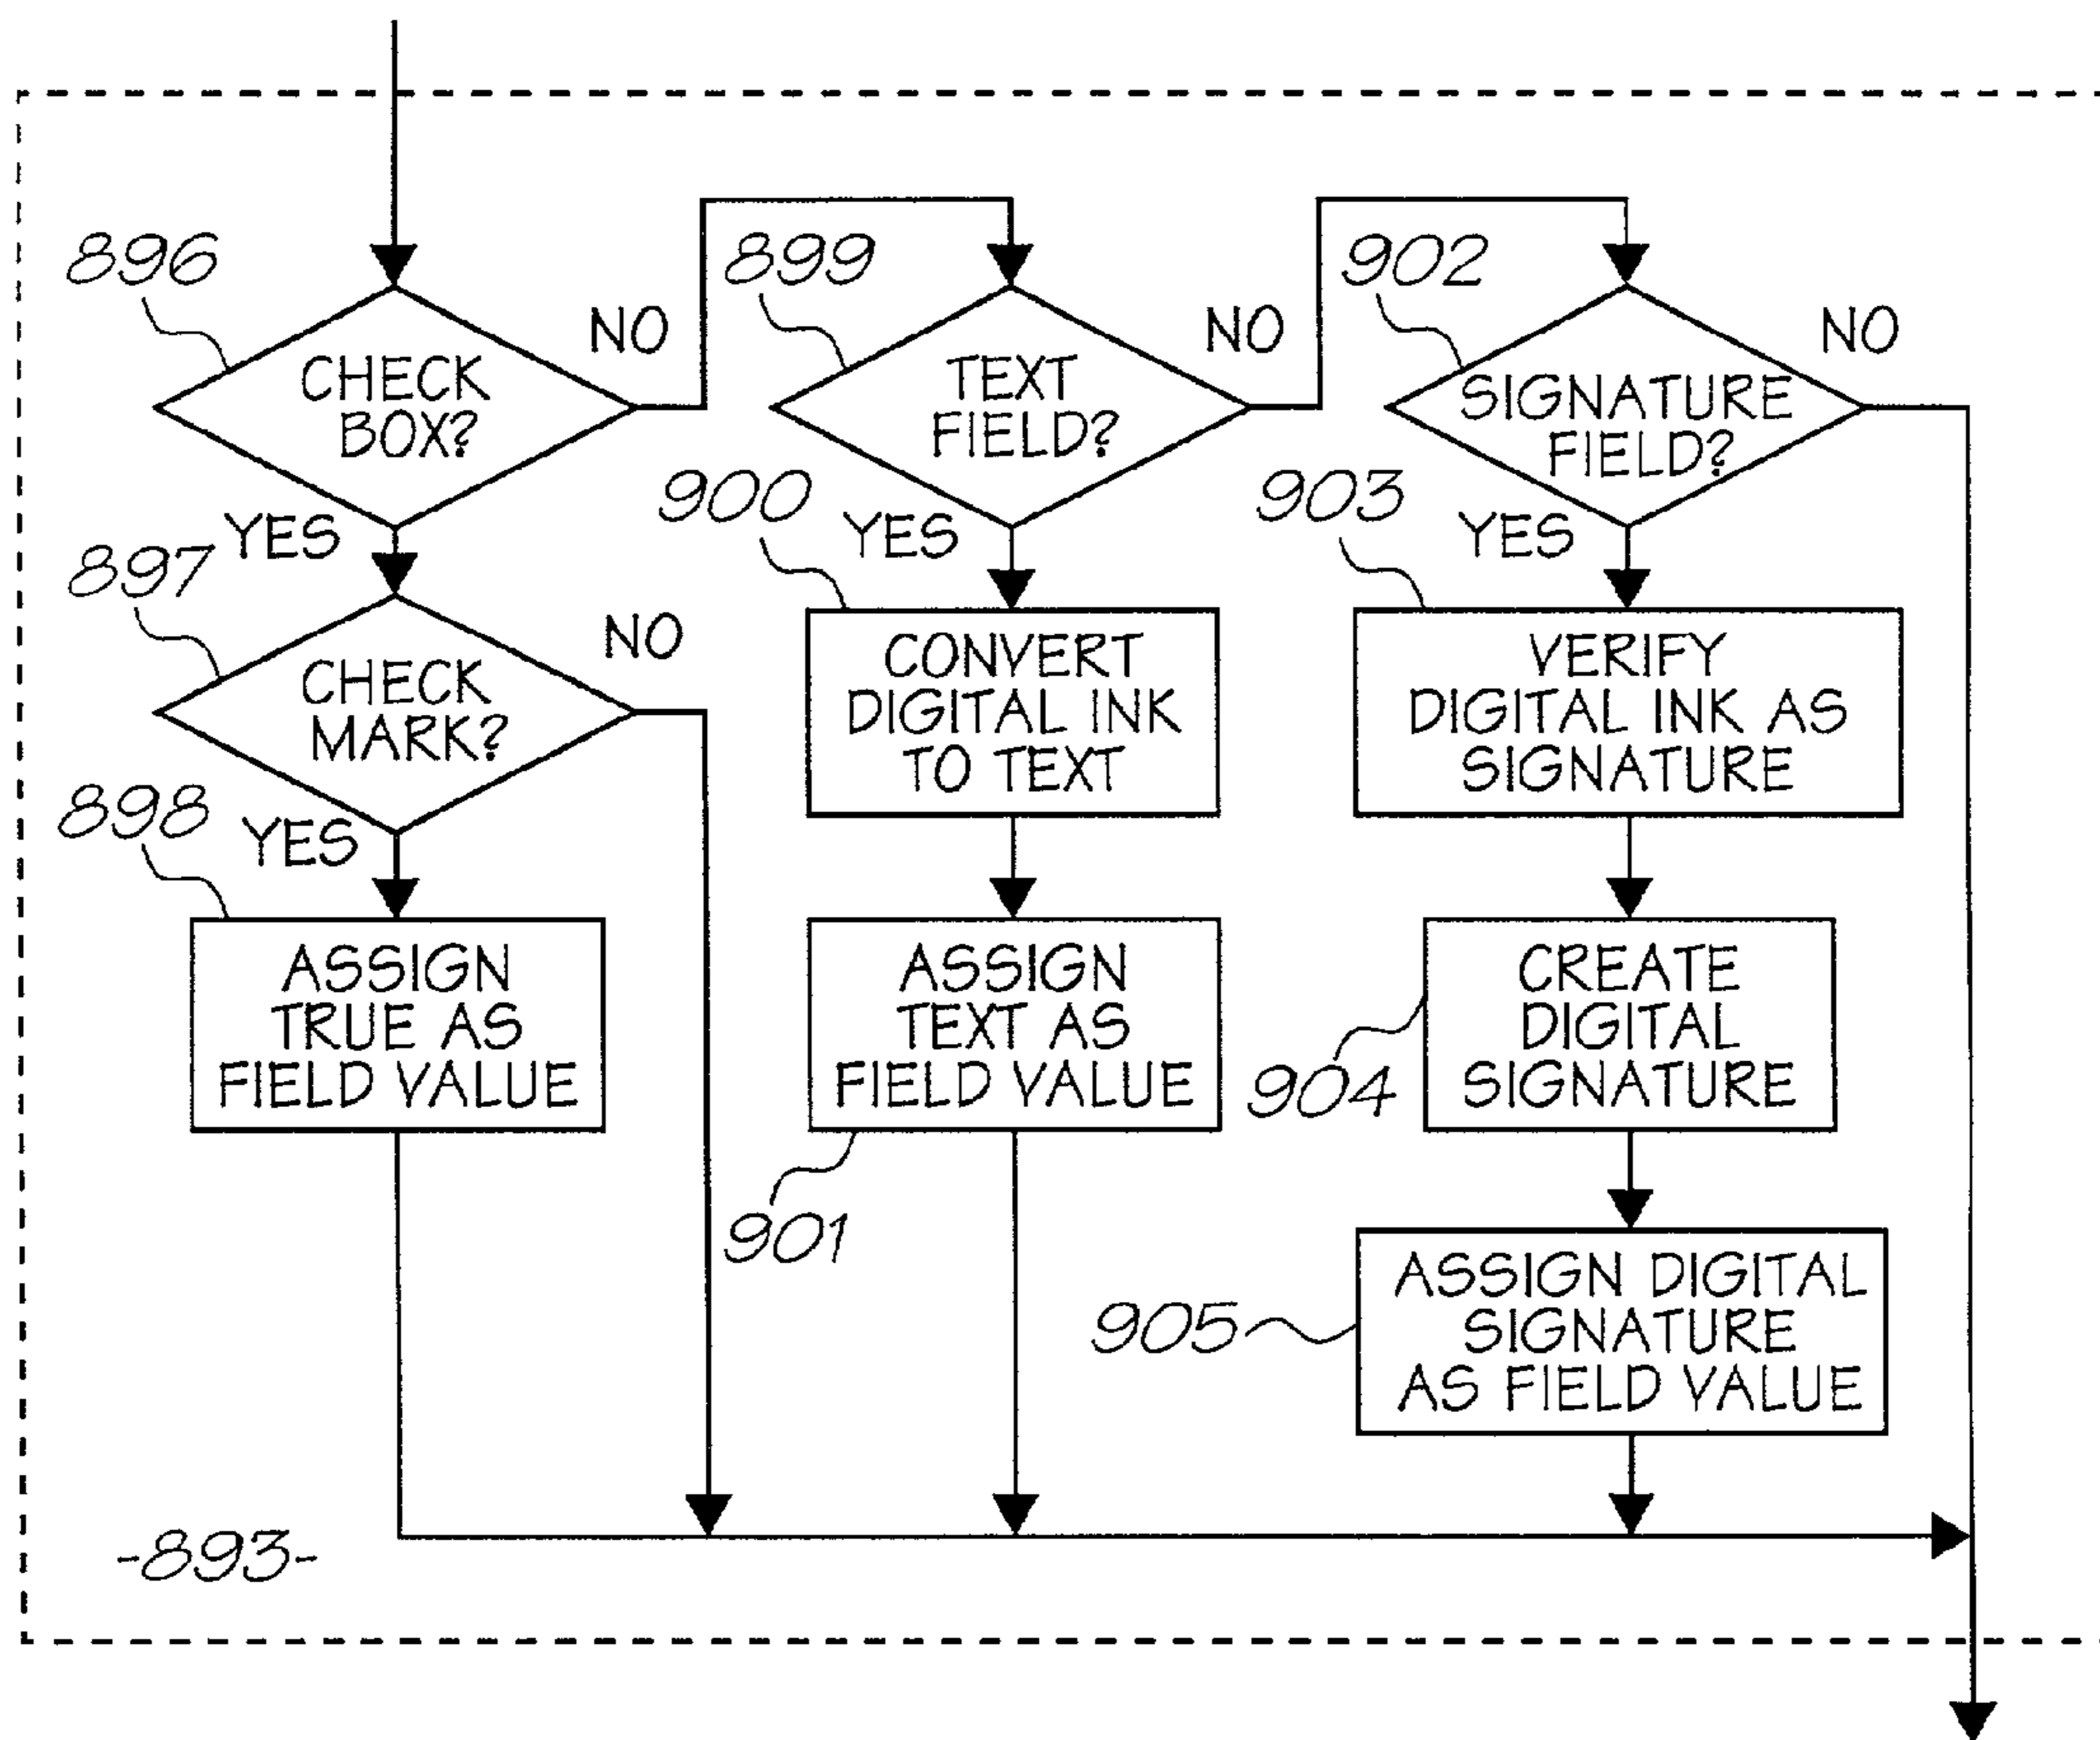 896
CHECK
BOX?
NO
YES
897
CHECK
MARK?
NO
YES
898
ASSIGN
TRUE AS
FIELD VALUE
899
TEXT
FIELD?
NO
YES
900
CONVERT
DIGITAL INK
TO TEXT
ASSIGN
TEXT AS
FIELD VALUE
901
902
SIGNATURE
FIELD?
NO
YES
903
VERIFY
DIGITAL INK AS
SIGNATURE
CREATE
DIGITAL
SIGNATURE
904
ASSIGN DIGITAL
SIGNATURE
AS FIELD VALUE
905
-893-